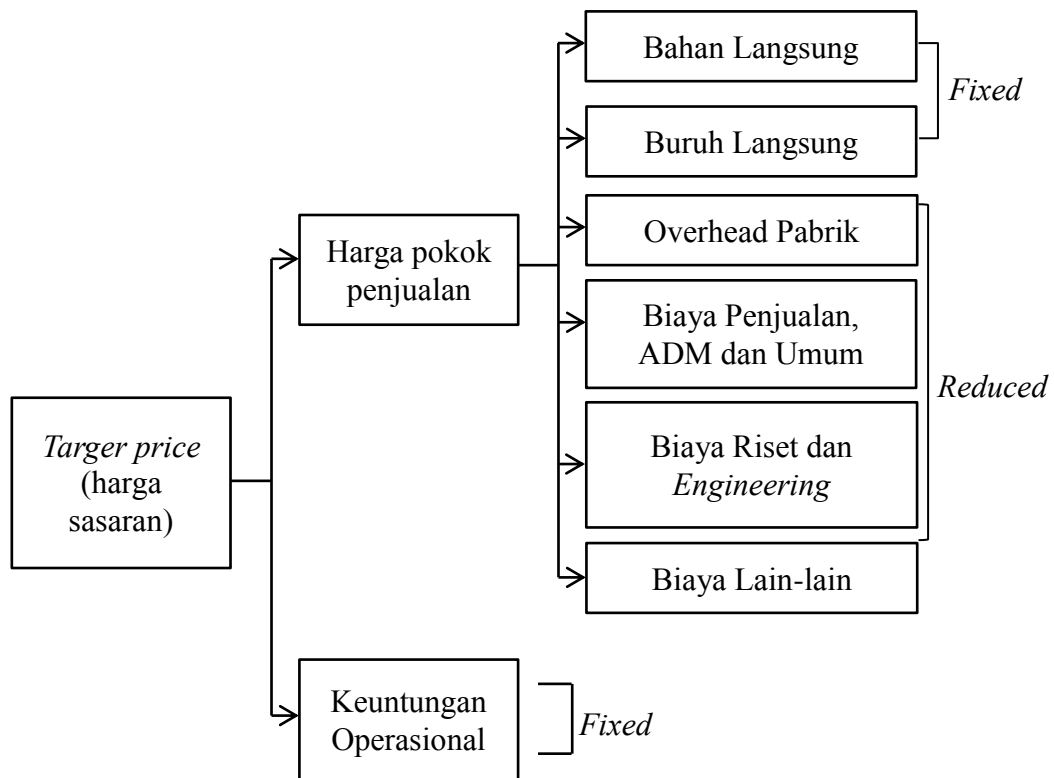 Targer price
(harga
sasaran)
Harga pokok
penjualan
Keuntungan
Operasional
Fixed
Bahan Langsung
Buruh Langsung
Fixed
Overhead Pabrik
Biaya Penjualan,
ADM dan Umum
Biaya Riset dan
Engineering
Biaya Lain-lain
Reduced